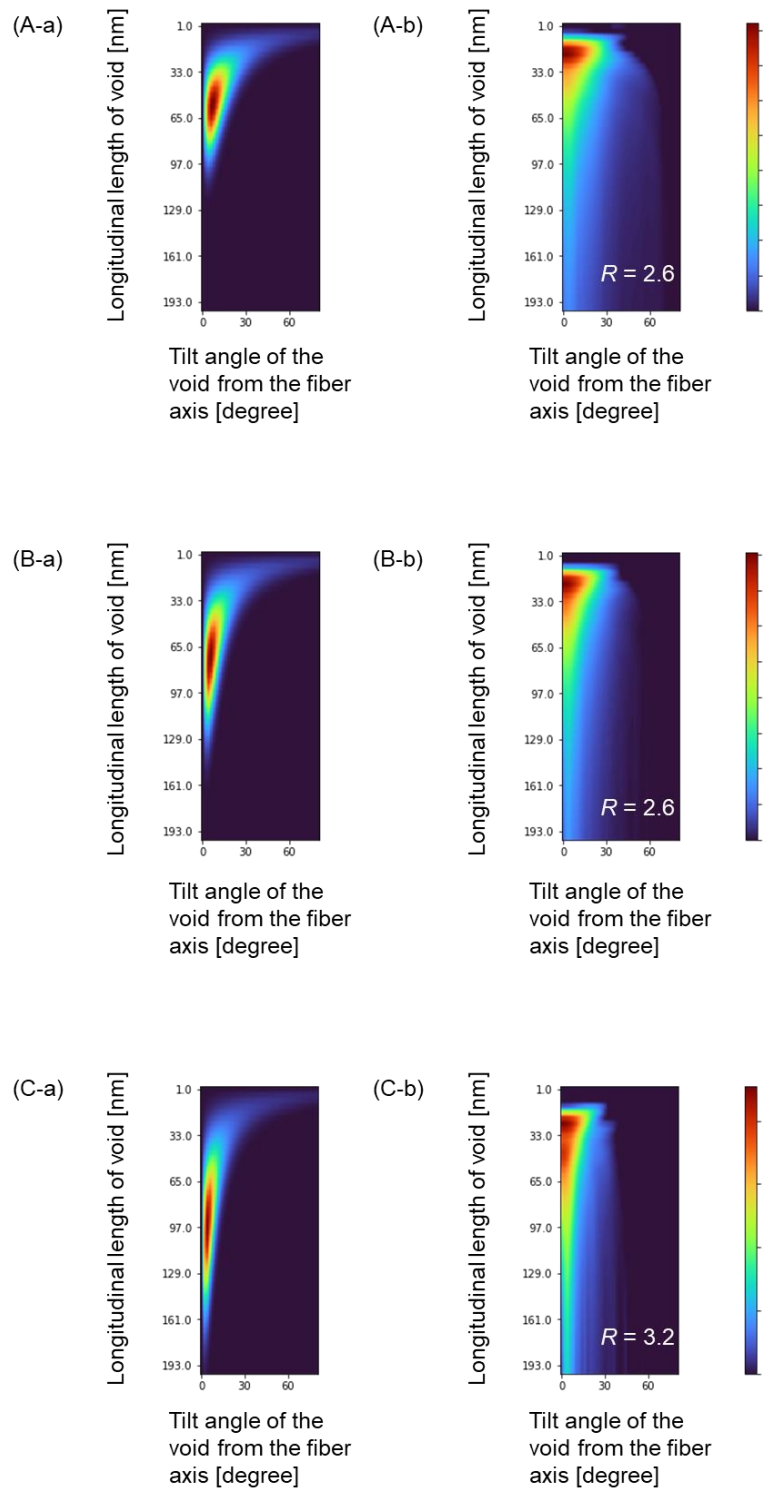 (A-a)
Longitudinal length of void [nm]
1.0
33.0
65.0
97.0
129.0
161.0
193.0
0 30 60
Tilt angle of the
void from the fiber
axis [degree]
(A-b)
Longitudinal length of void [nm]
1.0
33.0
65.0
97.0
129.0
161.0
193.0
R = 2.6
0 30 60
Tilt angle of the
void from the fiber
axis [degree]
(B-a)
Longitudinal length of void [nm]
1.0
33.0
65.0
97.0
129.0
161.0
193.0
0 30 60
Tilt angle of the
void from the fiber
axis [degree]
(B-b)
Longitudinal length of void [nm]
1.0
33.0
65.0
97.0
129.0
161.0
193.0
R = 2.6
0 30 60
Tilt angle of the
void from the fiber
axis [degree]
(C-a)
Longitudinal length of void [nm]
1.0
33.0
65.0
97.0
129.0
161.0
193.0
0 30 60
Tilt angle of the
void from the fiber
axis [degree]
(C-b)
Longitudinal length of void [nm]
1.0
33.0
65.0
97.0
129.0
161.0
193.0
R = 3.2
0 30 60
Tilt angle of the
void from the fiber
axis [degree]